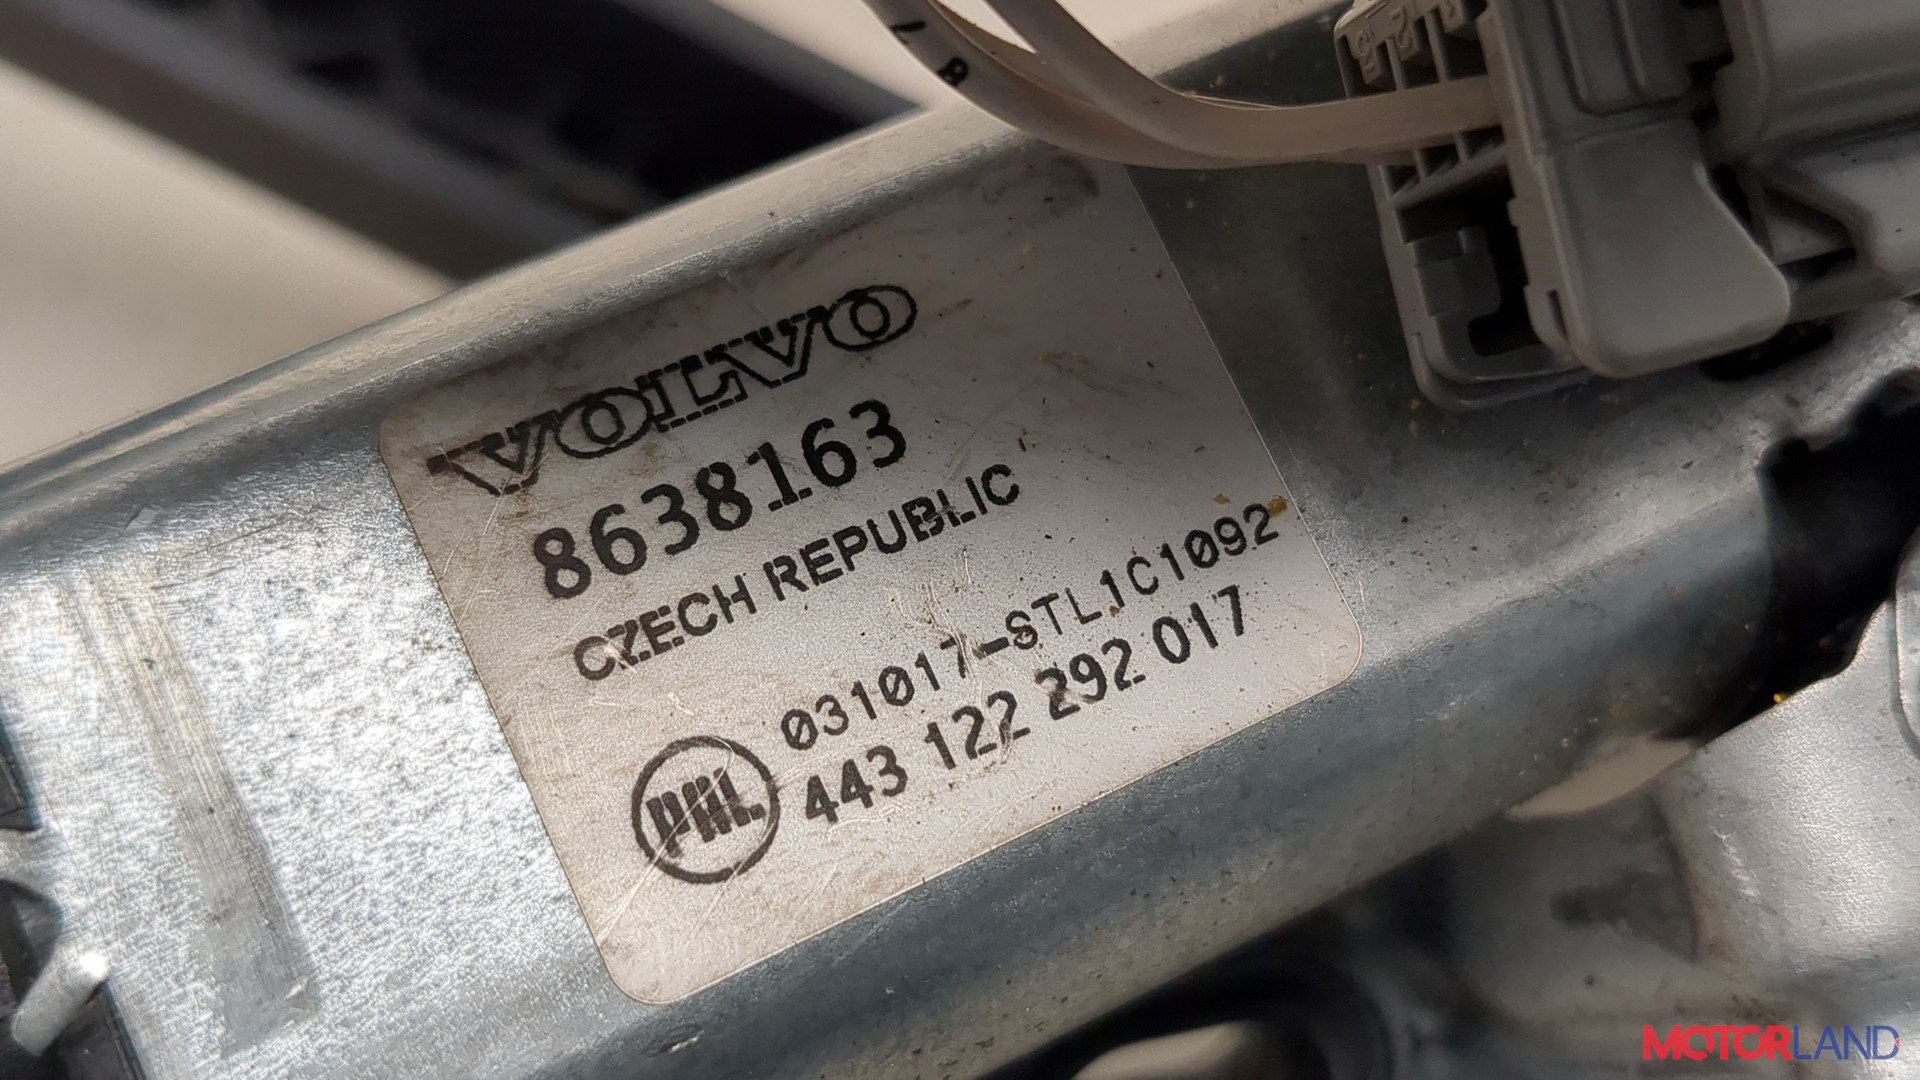 VOLVO
8638163
CZECH REPUBLIC
031017-STL1C1092
PAL
443 122 292 017
MOTORLAND